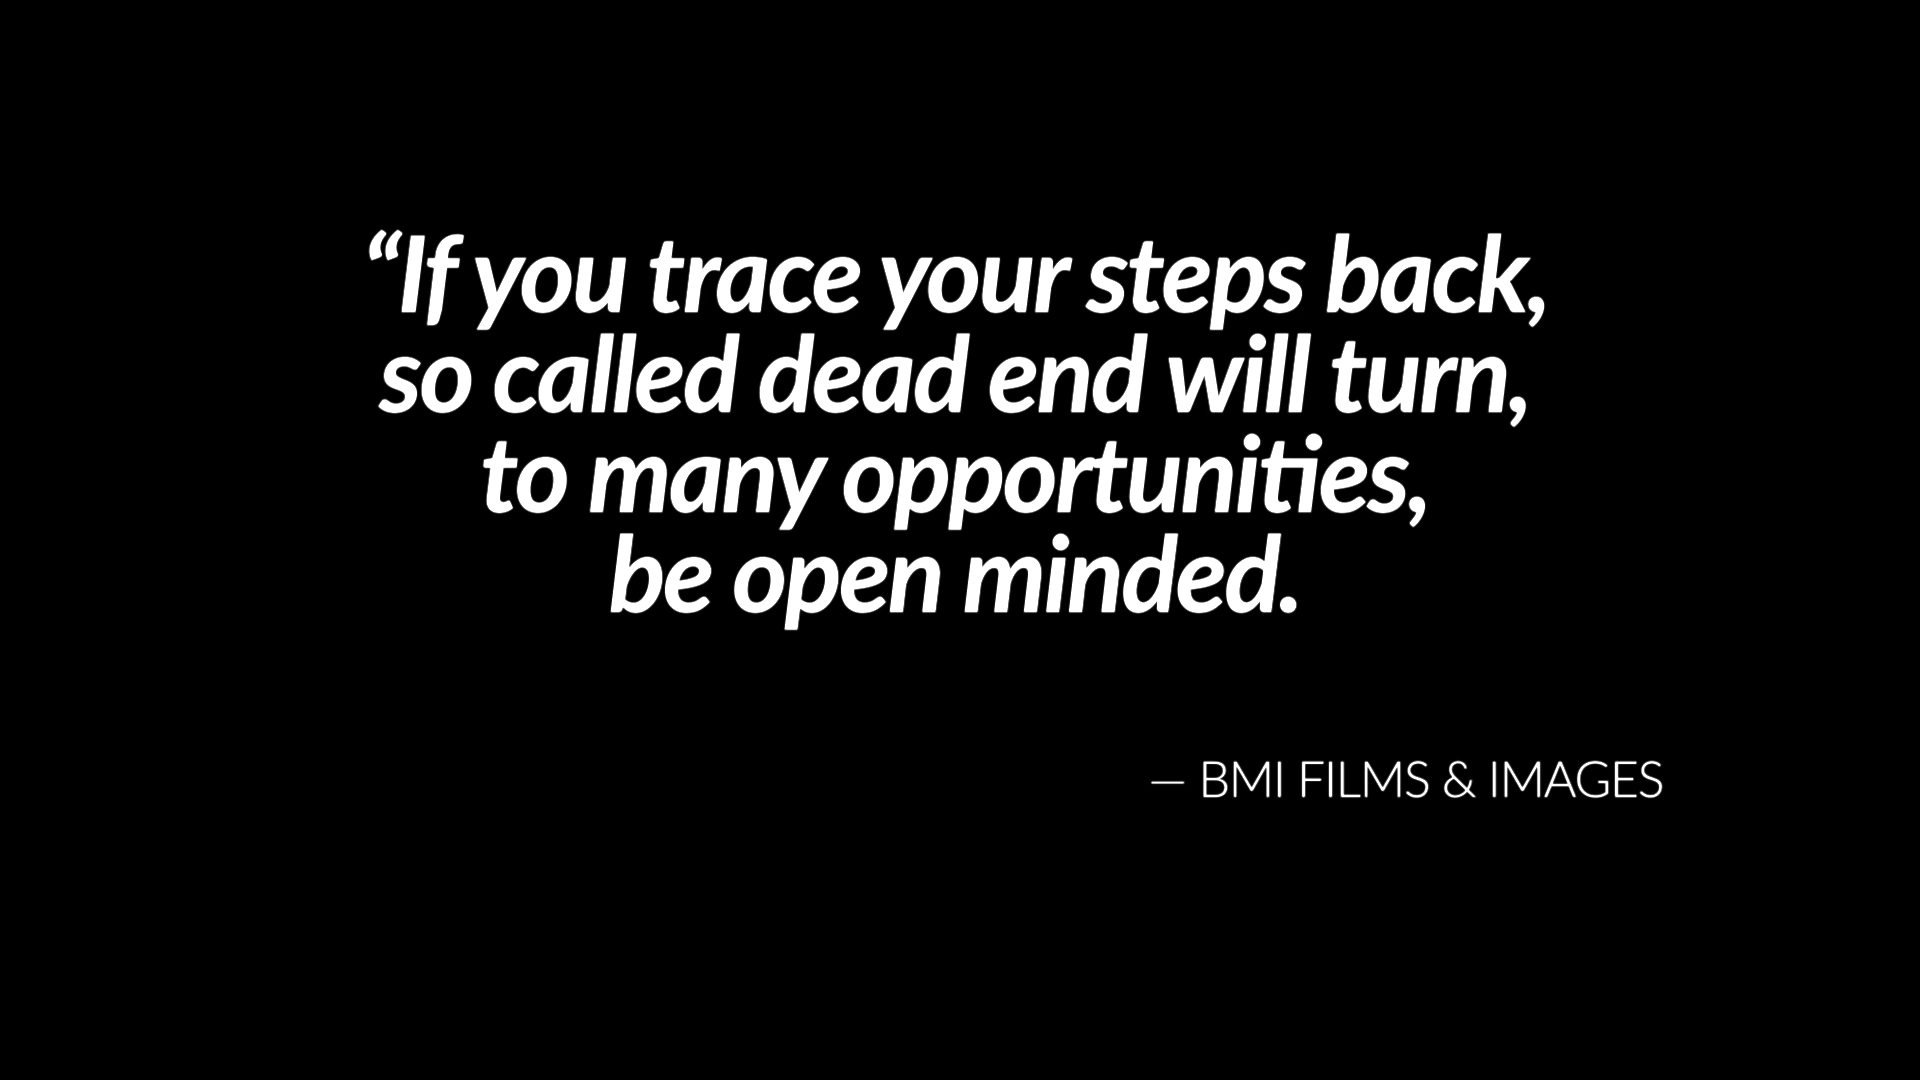 “If you trace your steps back,
so called dead end will turn,
to many opportunities,
be open minded.
— BMI FILMS & IMAGES